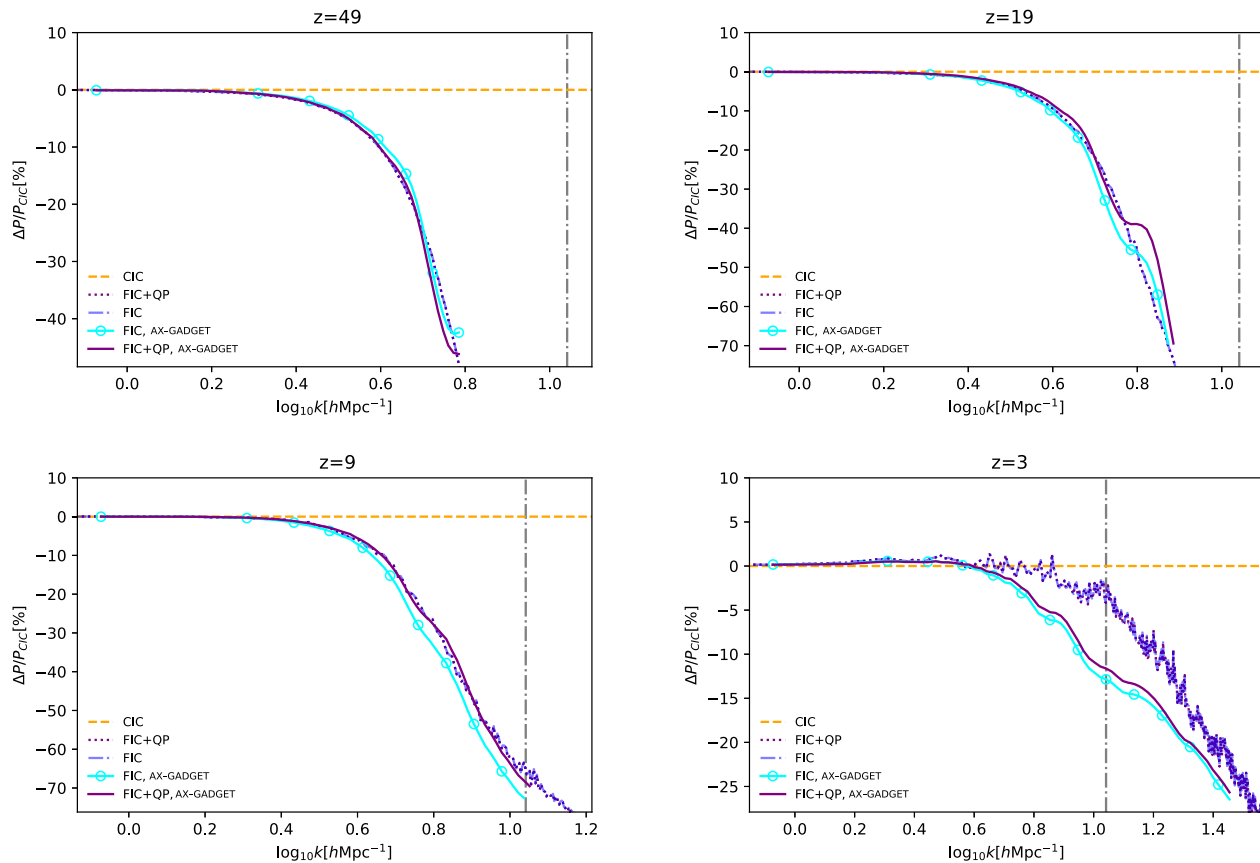 z=49
10
0
−10
−20
−30
−40
ΔP/P_CIC[%]
CIC
FIC+QP
FIC
FIC, AX–GADGET
FIC+QP, AX–GADGET
0.0 0.2 0.4 0.6 0.8 1.0
log₁₀k[hMpc⁻¹]
z=19
10
0
−10
−20
−30
−40
−50
−60
−70
ΔP/P_CIC[%]
CIC
FIC+QP
FIC
FIC, AX–GADGET
FIC+QP, AX–GADGET
0.0 0.2 0.4 0.6 0.8 1.0
log₁₀k[hMpc⁻¹]
z=9
10
0
−10
−20
−30
−40
−50
−60
−70
ΔP/P_CIC[%]
CIC
FIC+QP
FIC
FIC, AX–GADGET
FIC+QP, AX–GADGET
0.0 0.2 0.4 0.6 0.8 1.0 1.2
log₁₀k[hMpc⁻¹]
z=3
10
5
0
−5
−10
−15
−20
−25
ΔP/P_CIC[%]
CIC
FIC+QP
FIC
FIC, AX–GADGET
FIC+QP, AX–GADGET
0.0 0.2 0.4 0.6 0.8 1.0 1.2 1.4
log₁₀k[hMpc⁻¹]